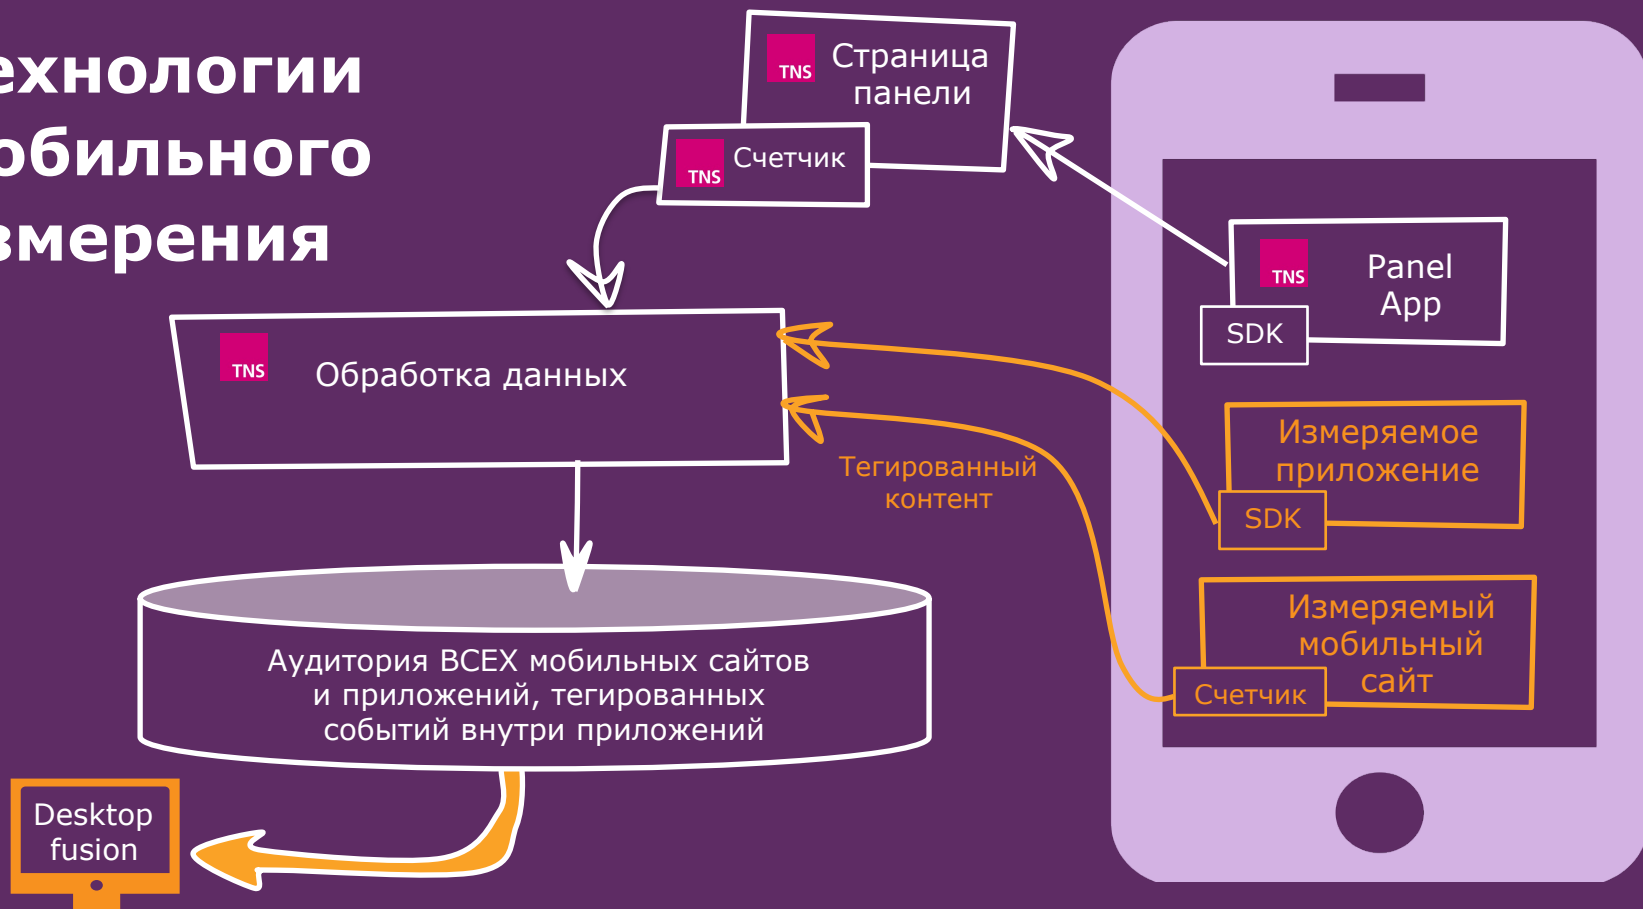 ехнологии
обильного
змерения
TNS
Страница
панели
TNS
Счетчик
TNS
Обработка данных
Тегированный
контент
Аудитория ВСЕХ мобильных сайтов
и приложений, тегированных
событий внутри приложений
Desktop
fusion
TNS
Panel
App
SDK
Измеряемое
приложение
SDK
Измеряемый
мобильный
сайт
Счетчик